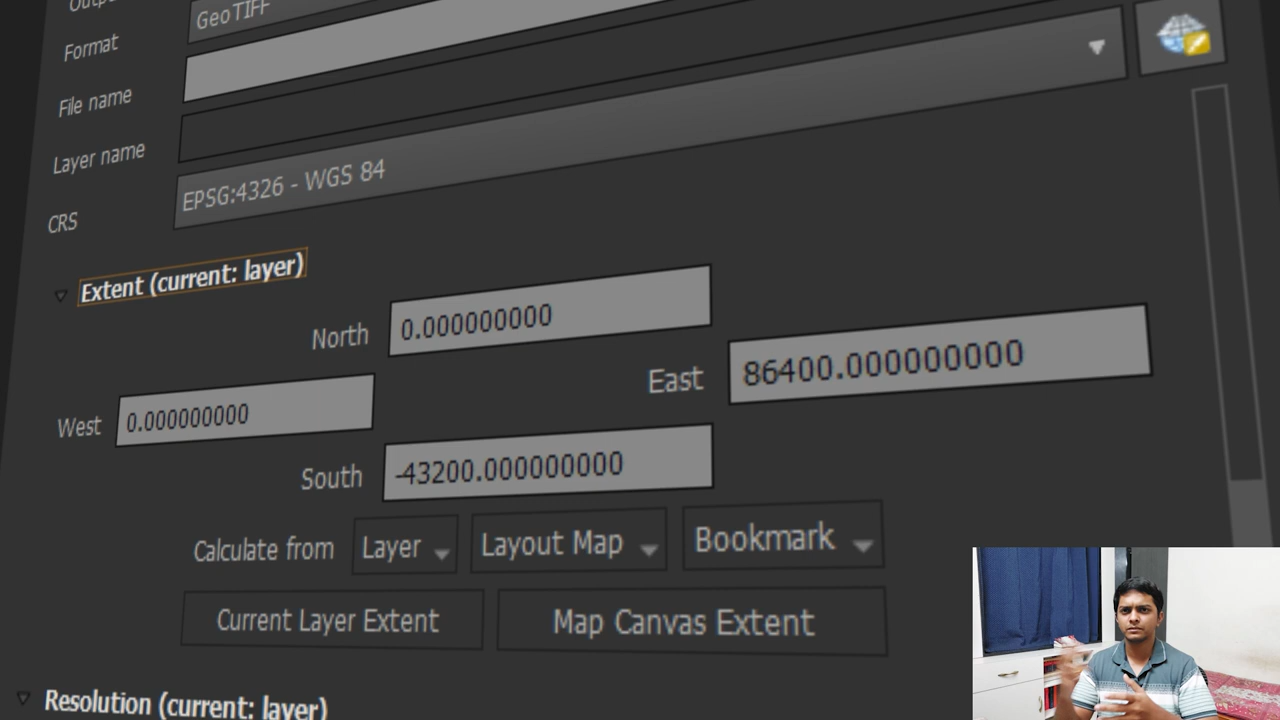 GeoTIFF
Format
File name
Layer name
CRS
EPSG:4326 - WGS 84
Extent (current: layer)
North
0.000000000
East
86400.000000000
West
0.000000000
South
-43200.000000000
Calculate from
Layer
Layout Map
Bookmark
Current Layer Extent
Map Canvas Extent
Resolution (current: layer)